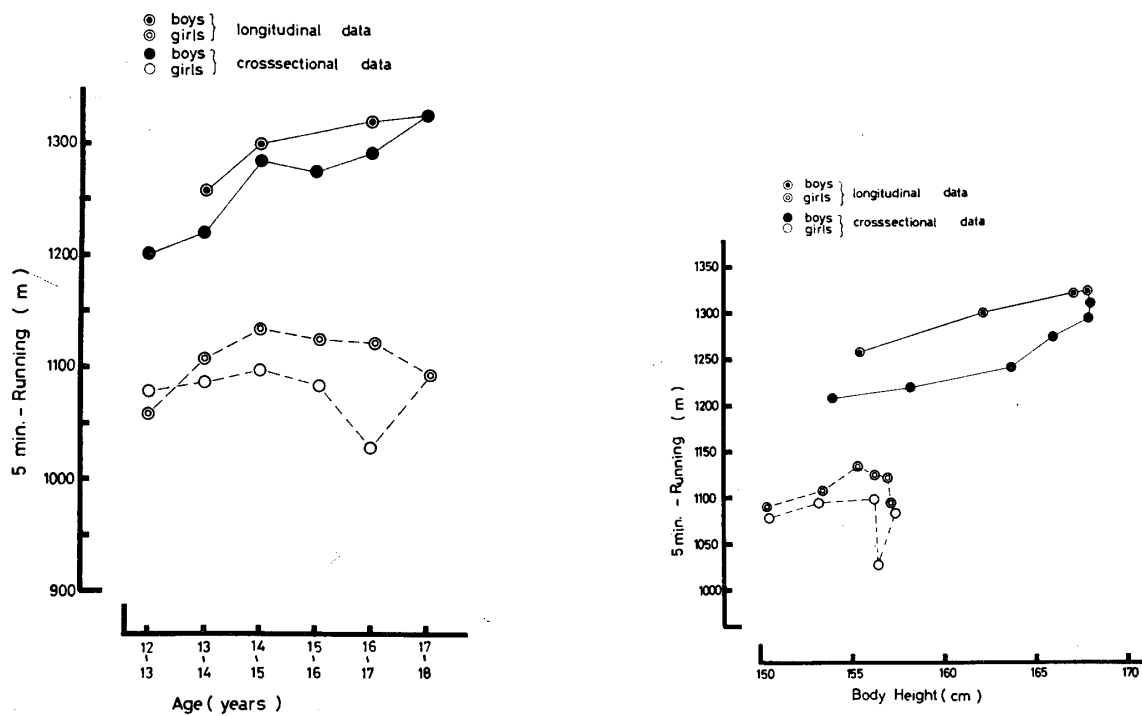 boys
girls
longitudinal data
boys
girls
crosssectional data
1300
1200
1100
1000
900
5 min. - Running ( m )
12 - 13
13 - 14
14 - 15
15 - 16
16 - 17
17 - 18
Age ( years )
boys
girls
longitudinal data
boys
girls
crosssectional data
1350
1300
1250
1200
1150
1100
1050
1000
5 min. - Running ( m )
150 155 160 165 170
Body Height ( cm )